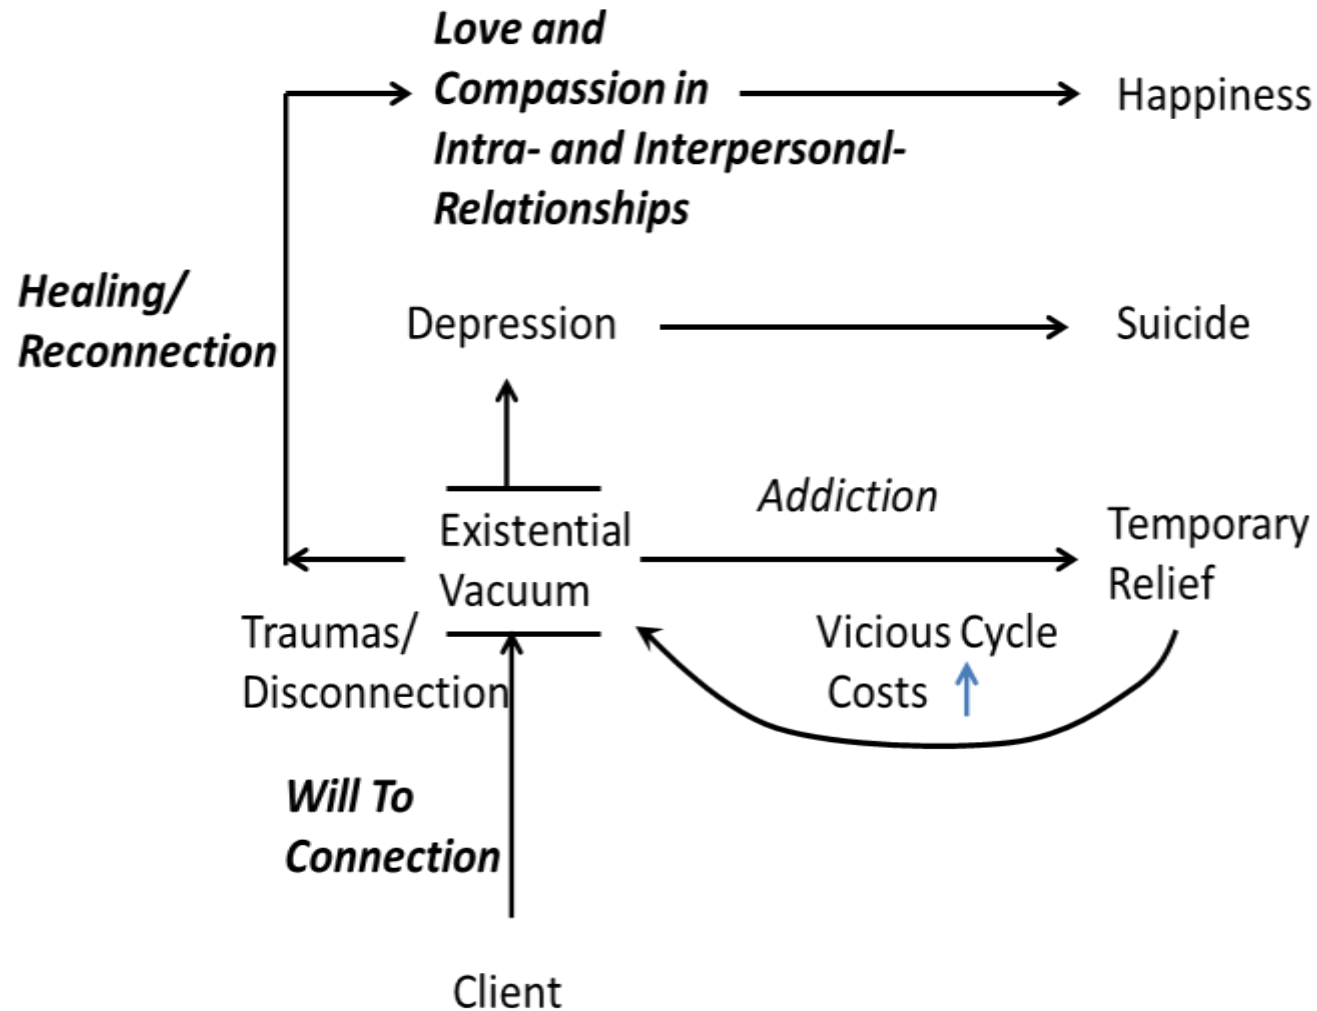 Love and
Compassion in
Intra- and Interpersonal-
Relationships
Happiness
Healing/
Reconnection
Depression
Suicide
Addiction
Existential
Vacuum
Temporary
Relief
Traumas/
Disconnection
Vicious Cycle
Costs
Will To
Connection
Client